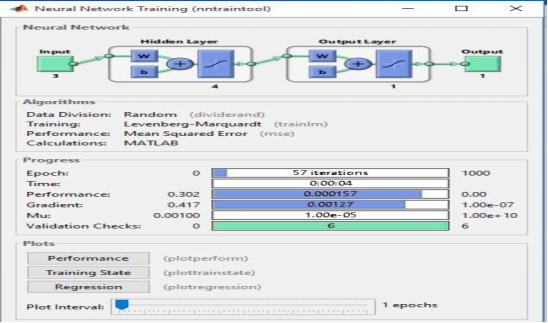 Neural Network Training (nntraintool)
Neural Network
Hidden Layer
Output Layer
Input
Output
W
W
b
b
3
4
1
1
Algorithms
Data Division: Random (dividerand)
Training: Levenberg-Marquardt (trainlm)
Performance: Mean Squared Error (mse)
Calculations: MATLAB
Progress
Epoch: 0 57 iterations 1000
Time: 0:00:04
Performance: 0.302 0.000157 0.00
Gradient: 0.417 0.00127 1.00e-07
Mu: 0.00100 1.00e-05 1.00e+10
Validation Checks: 0 6 6
Plots
Performance (plotperform)
Training State (plottrainstate)
Regression (plotregression)
Plot Interval: 1 epochs